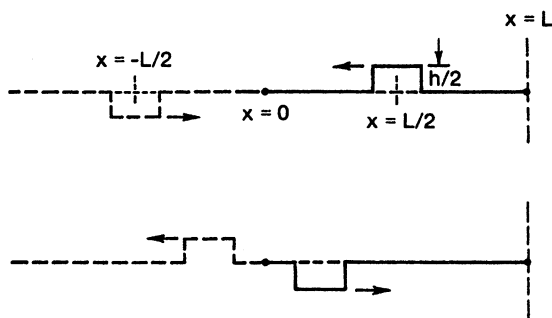 x = L
x = -L/2
h/2
x = 0
x = L/2